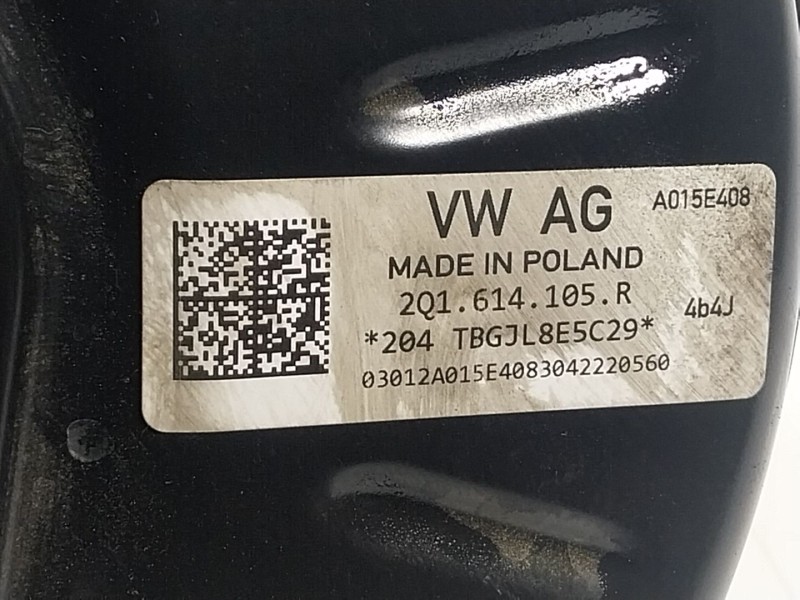 VW AG
A015E408
MADE IN POLAND
2Q1.614.105.R
4b4J
*204 TBGJL8E5C29*
03012A015E4083042220560